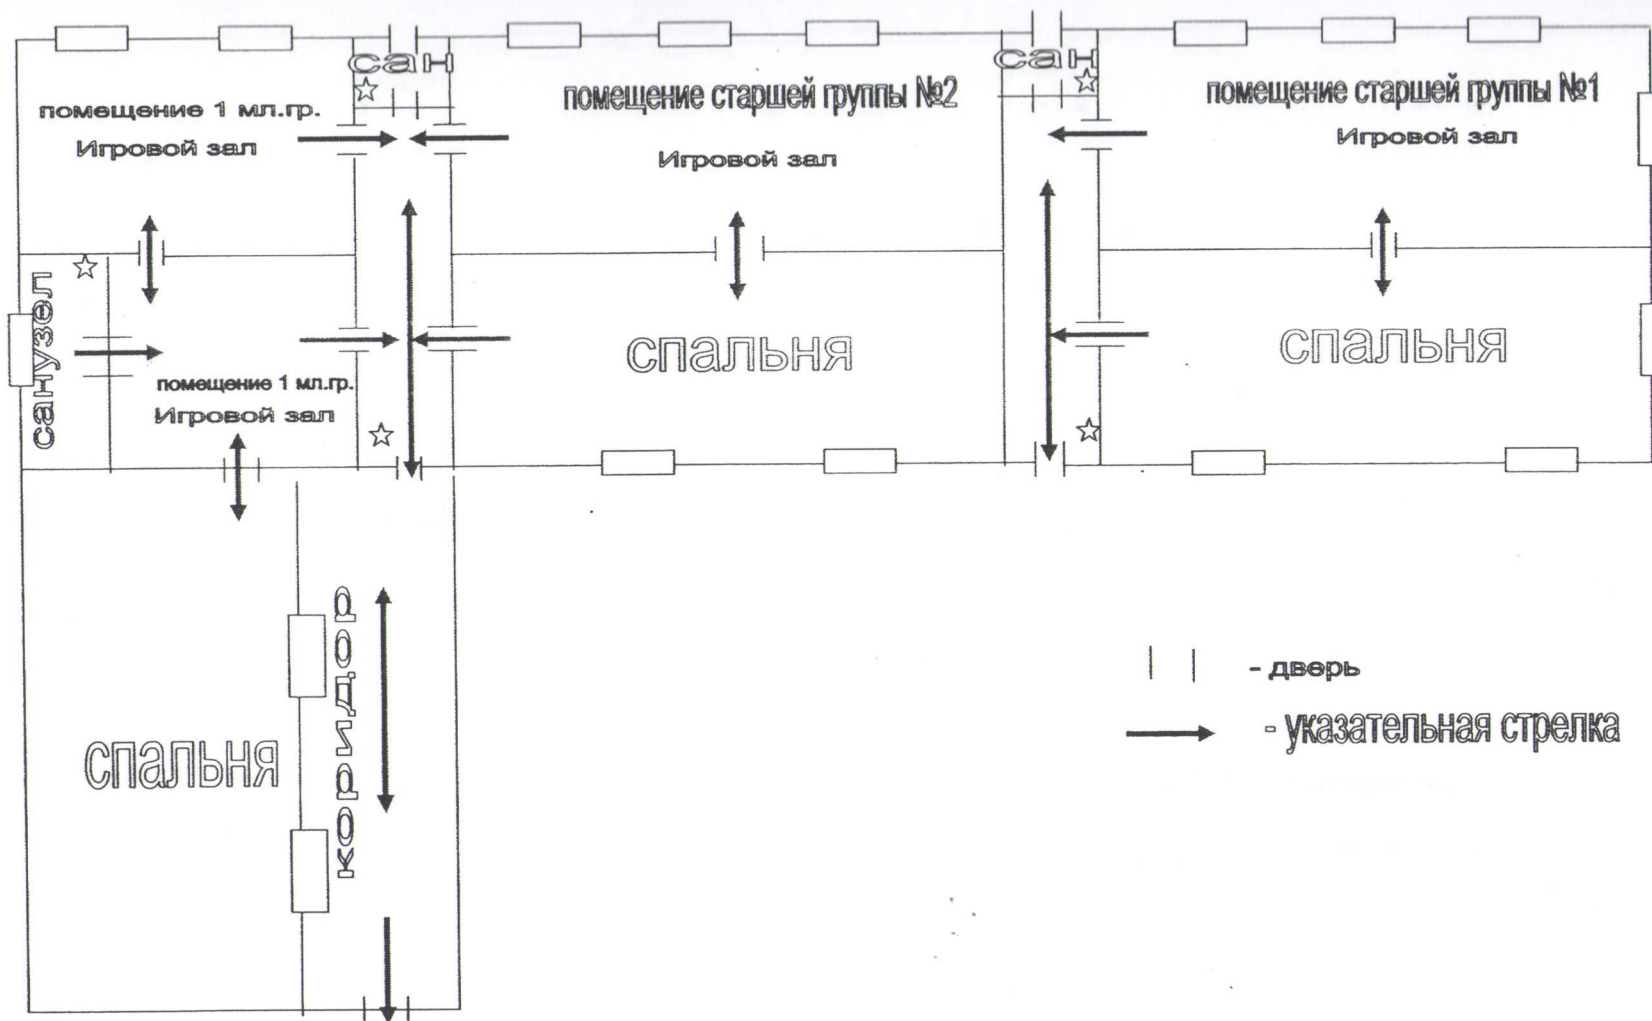 сан
сан
помещение 1 мл.гр.
Игровой зал
помещение старшей группы №2
Игровой зал
помещение старшей группы №1
Игровой зал
санузел
помещение 1 мл.гр.
Игровой зал
спальня
спальня
спальня
коридор
- дверь
- указательная стрелка